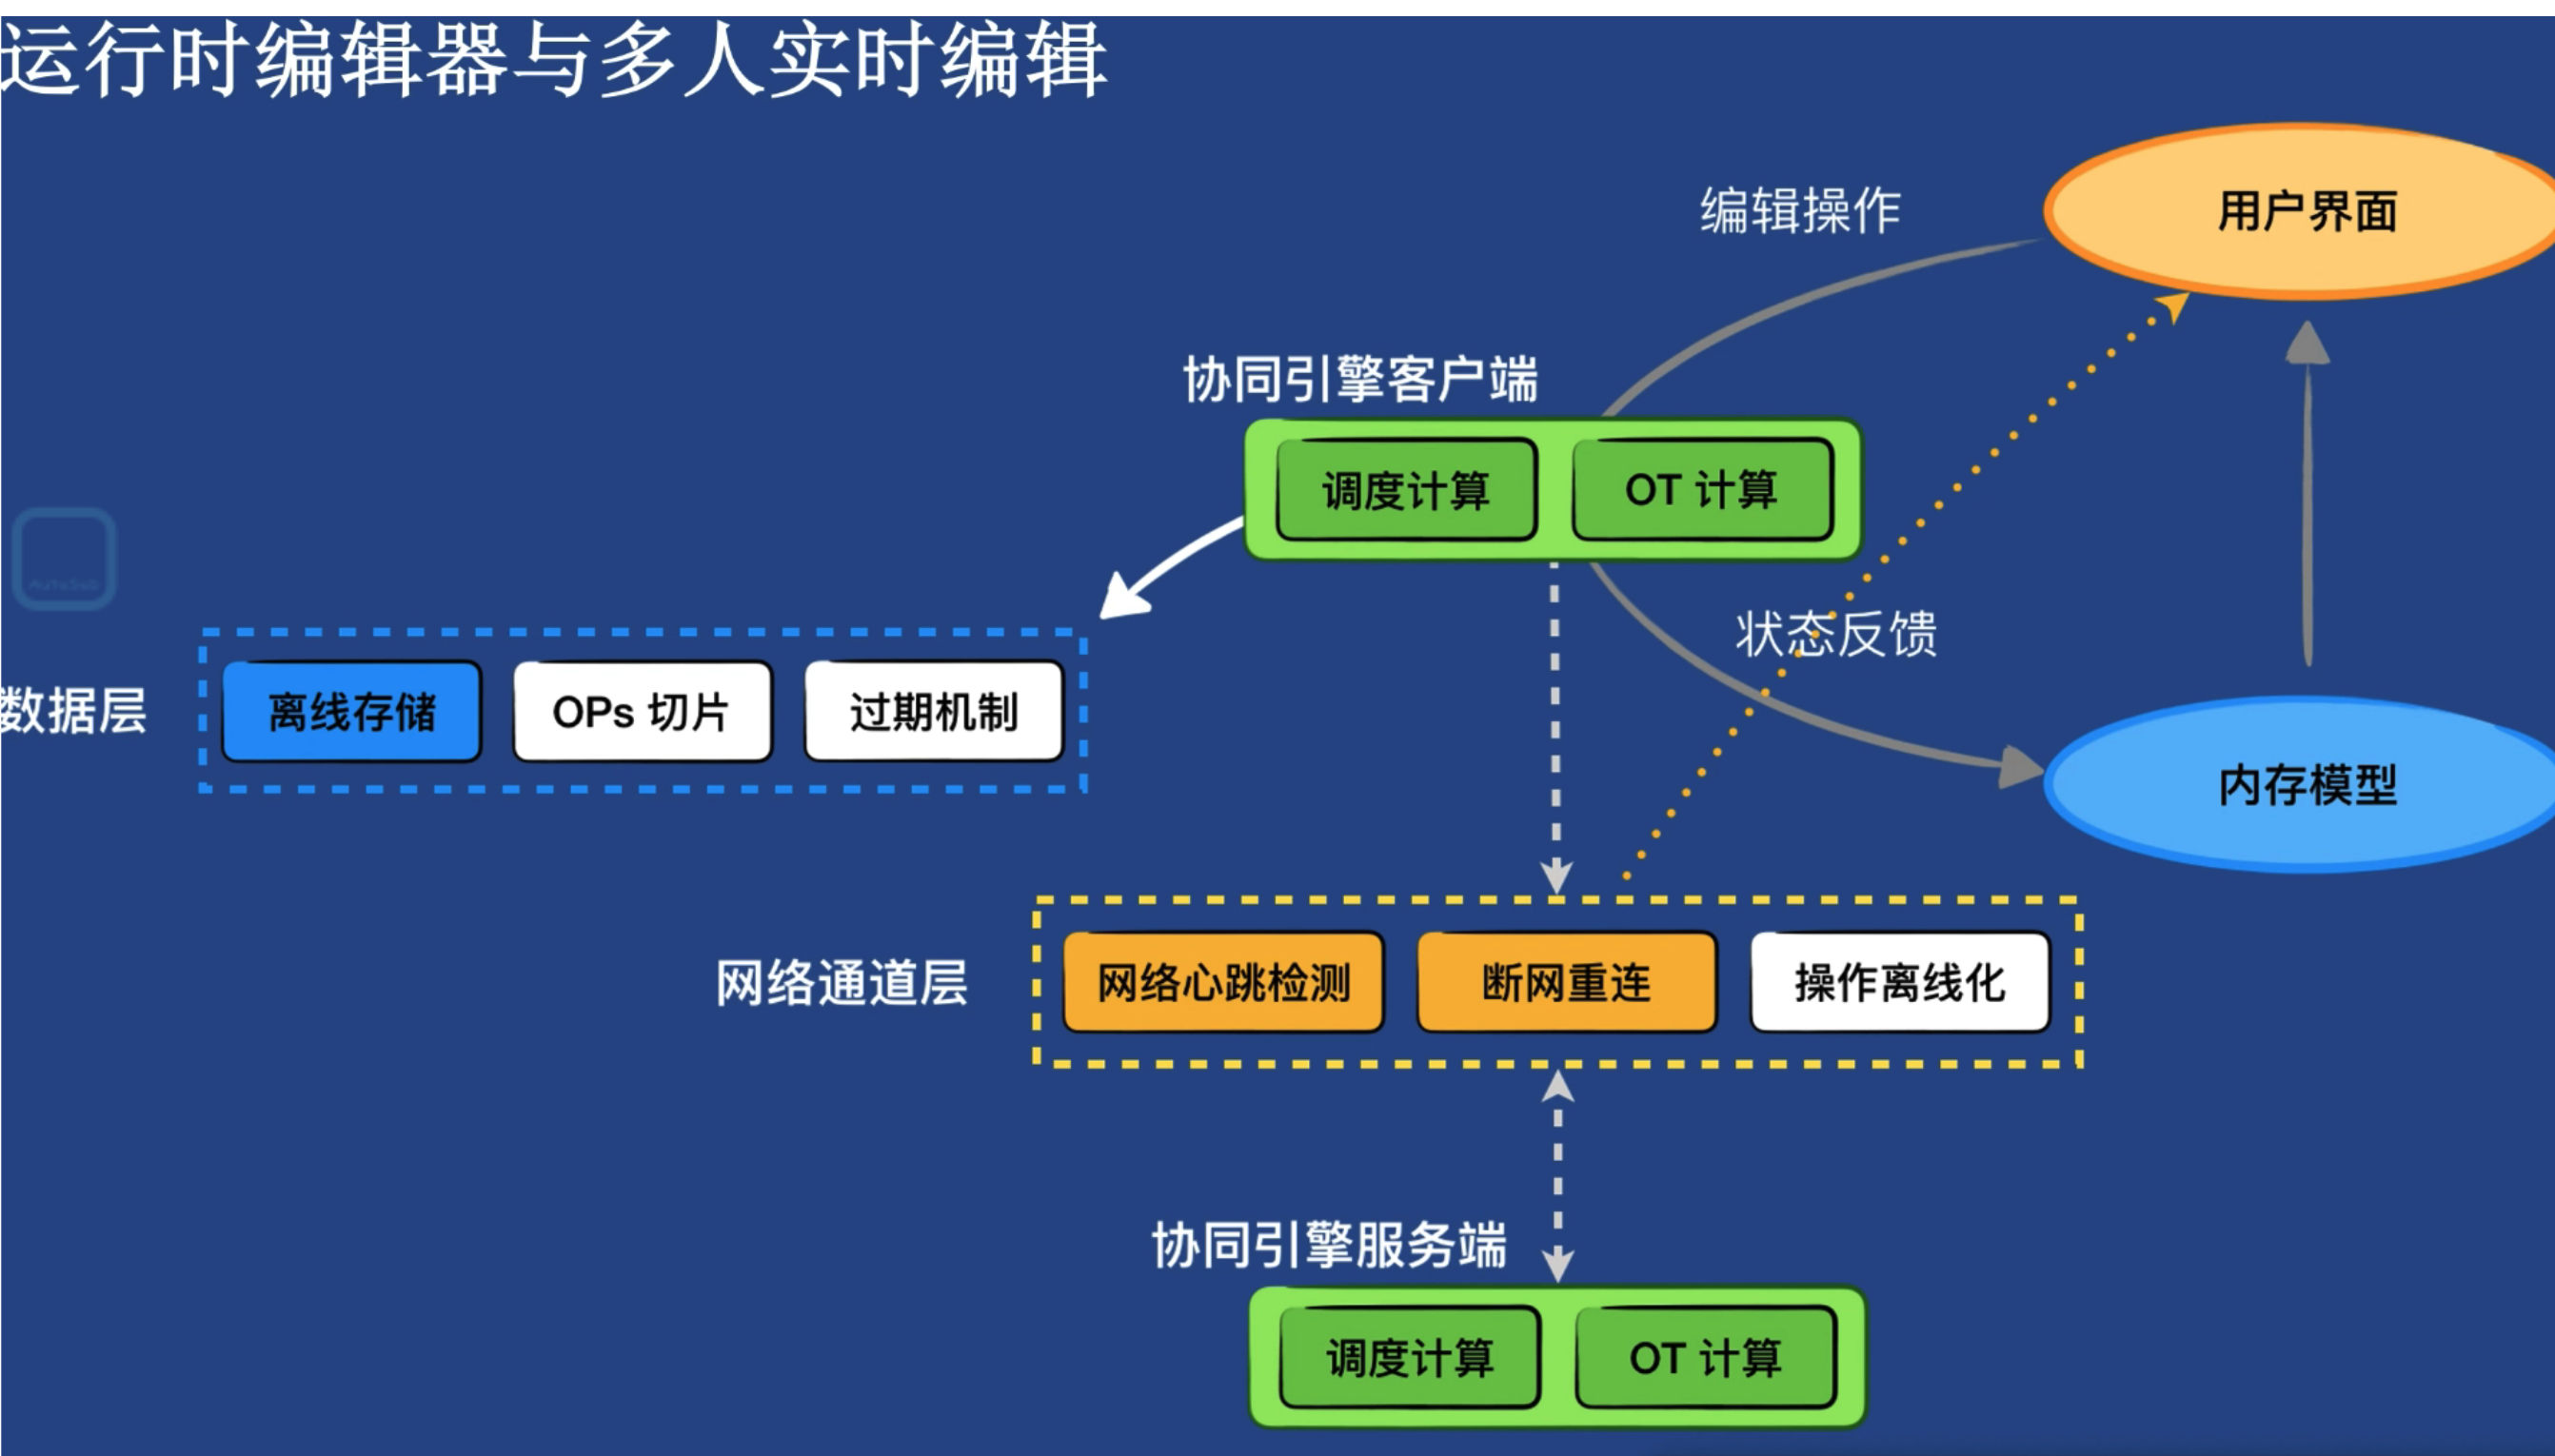 运行时编辑器与多人实时编辑
用户界面
编辑操作
协同引擎客户端
调度计算
OT 计算
状态反馈
数据层
离线存储
OPs 切片
过期机制
内存模型
网络通道层
网络心跳检测
断网重连
操作离线化
协同引擎服务端
调度计算
OT 计算